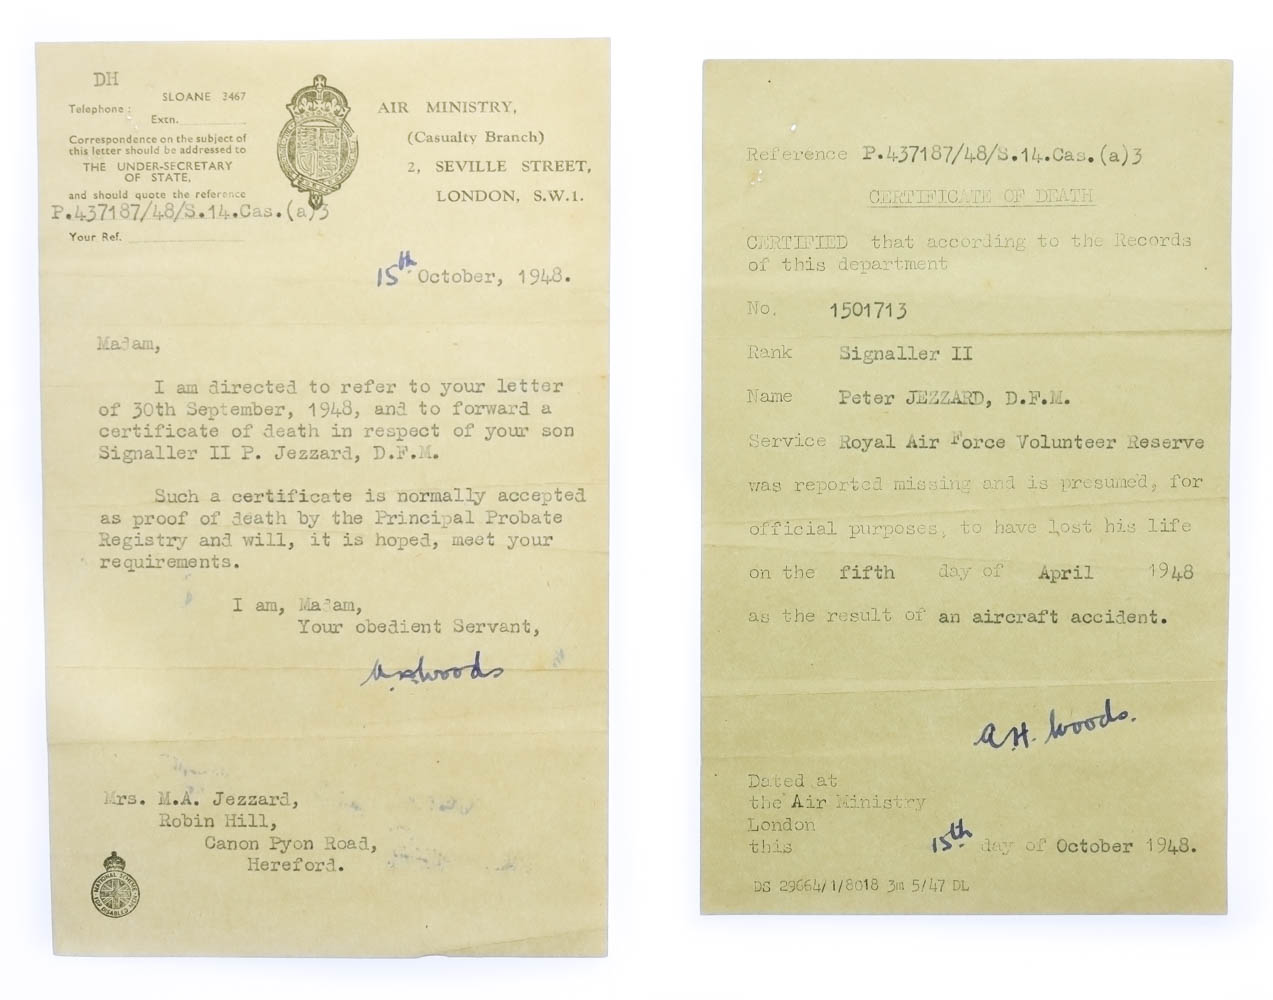 DH
SLOANE 3467
Telephone :
Extn.
Correspondence on the subject of
this letter should be addressed to
THE UNDER-SECRETARY
OF STATE,
and should quote the reference
P.437187/48/S.14.Cas.(a)3
Your Ref.
AIR MINISTRY,
(Casualty Branch)
2, SEVILLE STREET,
LONDON, S.W.1.
15th October, 1948.
Madam,
I am directed to refer to your letter
of 30th September, 1948, and to forward a
certificate of death in respect of your son
Signaller II P. Jezzard, D.F.M.
Such a certificate is normally accepted
as proof of death by the Principal Probate
Registry and will, it is hoped, meet your
requirements.
I am, Madam,
Your obedient Servant,
A.H. Woods
Mrs. M.A. Jezzard,
Robin Hill,
Canon Pyon Road,
Hereford.
NATIONAL SCHEME
FOR DISABLED MEN
Reference P.437187/48/S.14.Cas.(a)3
CERTIFICATE OF DEATH
CERTIFIED that according to the Records
of this department
No. 1501713
Rank Signaller II
Name Peter JEZZARD, D.F.M.
Service Royal Air Force Volunteer Reserve
was reported missing and is presumed, for
official purposes, to have lost his life
on the fifth day of April 1948
as the result of an aircraft accident.
A.H. Woods.
Dated at
the Air Ministry
London
this 15th day of October 1948.
DS 29664/1/8018 3m 5/47 DL